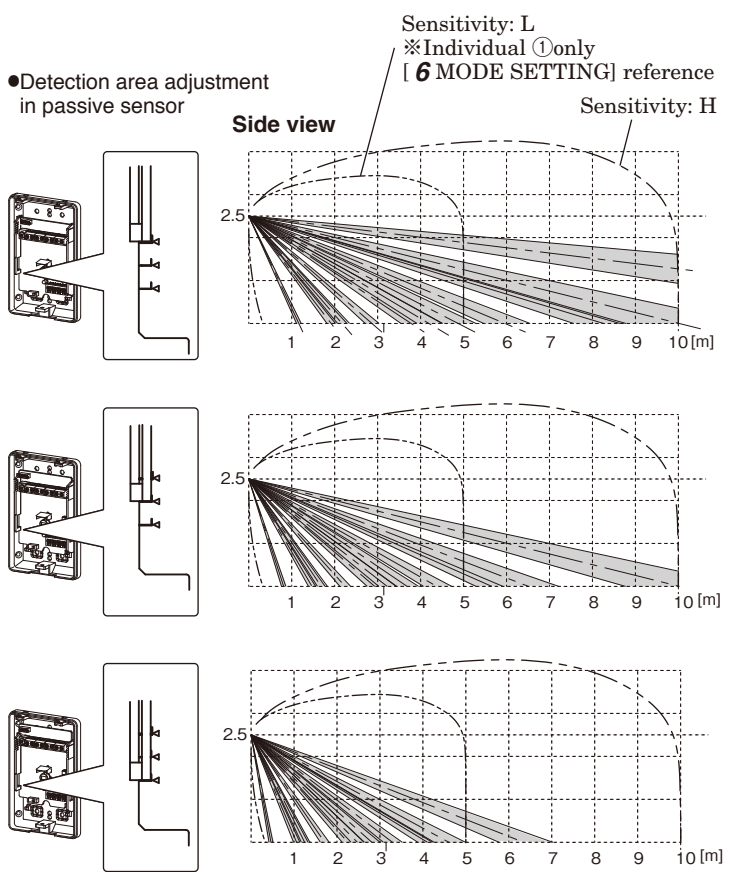 Sensitivity: L
※Individual ①only
[ 6 MODE SETTING] reference
●Detection area adjustment
in passive sensor
Sensitivity: H
Side view
2.5
1 2 3 4 5 6 7 8 9 10 [m]
2.5
1 2 3 4 5 6 7 8 9 10 [m]
2.5
1 2 3 4 5 6 7 8 9 10 [m]